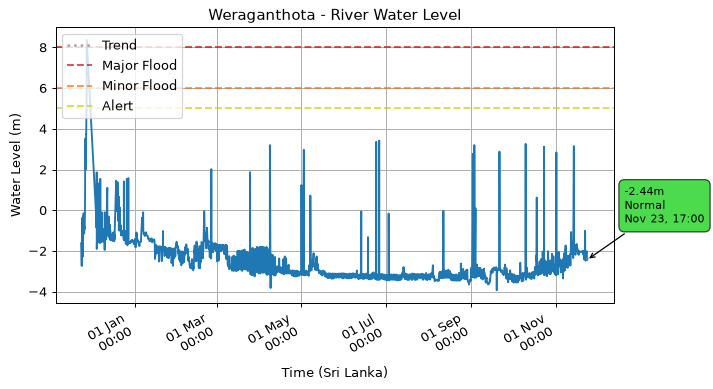 Weraganthota - River Water Level
Water Level (m)
8
6
4
2
0
−2
−4
Trend
Major Flood
Minor Flood
Alert
-2.44m
Normal
Nov 23, 17:00
01 Jan
00:00
01 Mar
00:00
01 May
00:00
01 Jul
00:00
01 Sep
00:00
01 Nov
00:00
Time (Sri Lanka)